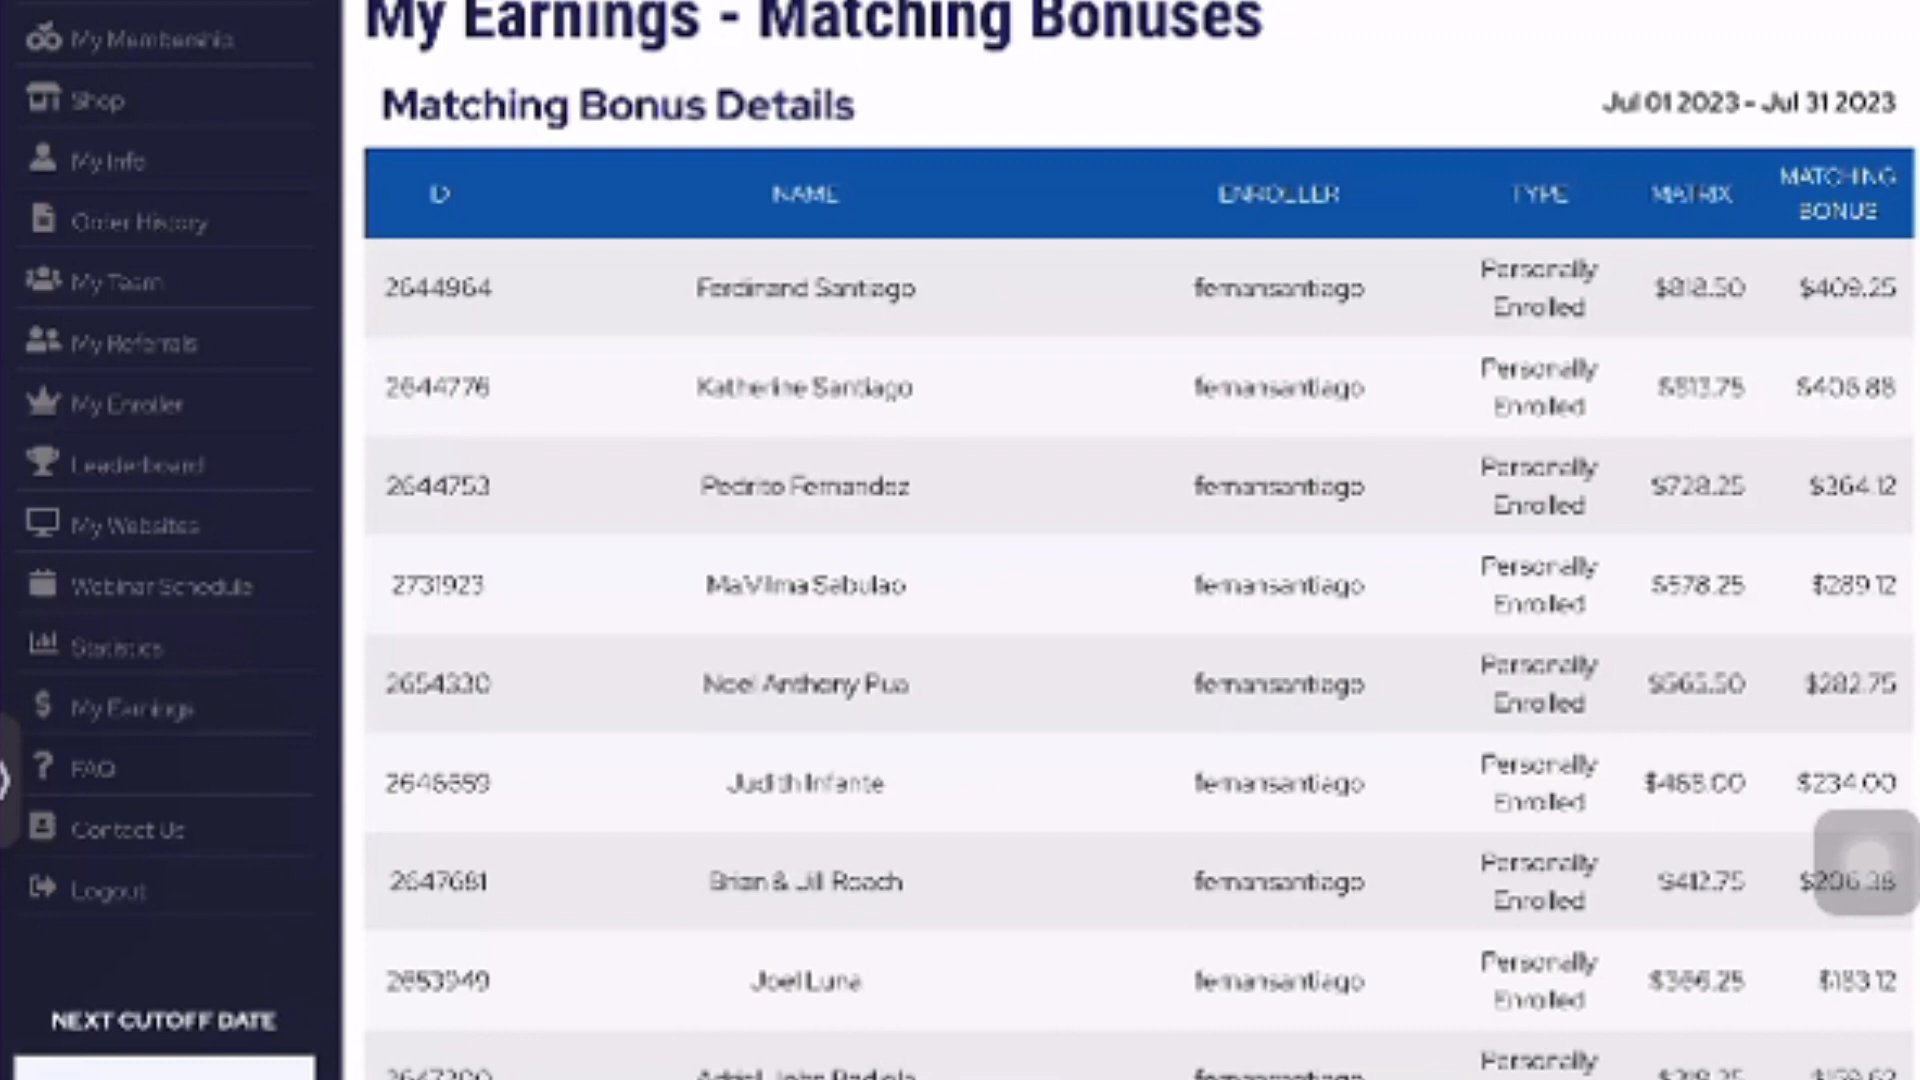 My Earnings - Matching Bonuses
Matching Bonus Details
Jul 01 2023 - Jul 31 2023
My Membership
Shop
My Info
Order History
My Team
My Referrals
My Enroller
Leaderboard
My Websites
Webinar Schedule
Statistics
My Earnings
FAQ
Contact Us
Logout
NEXT CUTOFF DATE
ID NAME ENROLLER TYPE MATRIX MATCHING BONUS
2644964 Ferdinand Santiago fernansantiago Personally Enrolled $818.50 $409.25
2644776 Katherine Santiago fernansantiago Personally Enrolled $813.75 $406.88
2644753 Pedrito Fernandez fernansantiago Personally Enrolled $728.25 $364.12
2731923 Ma Vilma Sabulao fernansantiago Personally Enrolled $578.25 $289.12
2654330 Noel Anthony Pua fernansantiago Personally Enrolled $565.50 $282.75
Judith Infante fernansantiago Personally Enrolled $468.00 $234.00
2647681 Brian & Jill Roach fernansantiago Personally Enrolled $412.75 $206.38
2653949 Joel Luna fernansantiago Personally Enrolled $366.25 $183.12
Personally